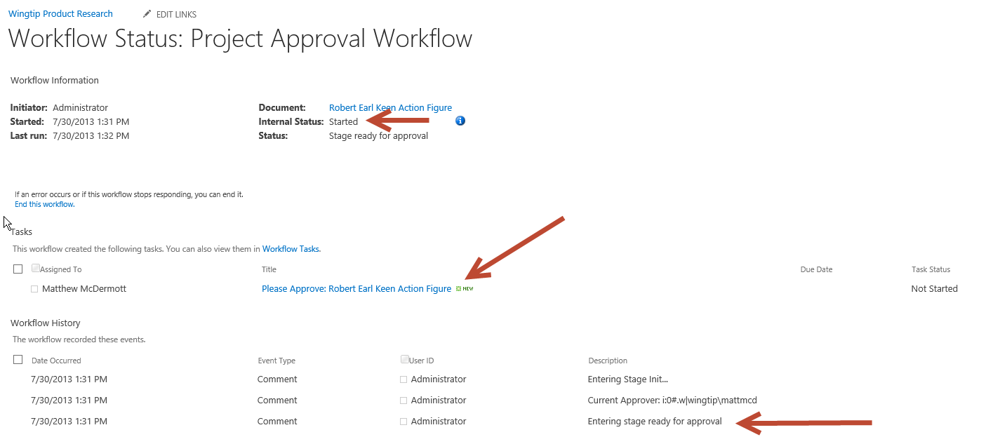 Wingtip Product Research EDIT LINKS
Workflow Status: Project Approval Workflow
Workflow Information
Initiator: Administrator Document: Robert Earl Keen Action Figure
Started: 7/30/2013 1:31 PM Internal Status: Started
Last run: 7/30/2013 1:32 PM Status: Stage ready for approval
If an error occurs or if this workflow stops responding, you can end it.
End this workflow.
Tasks
This workflow created the following tasks. You can also view them in Workflow Tasks.
Assigned To Title Due Date Task Status
Matthew McDermott Please Approve: Robert Earl Keen Action Figure NEW Not Started
Workflow History
The workflow recorded these events.
Date Occurred Event Type User ID Description
7/30/2013 1:31 PM Comment Administrator Entering Stage Init...
7/30/2013 1:31 PM Comment Administrator Current Approver: i:0#.w|wingtip\mattmcd
7/30/2013 1:31 PM Comment Administrator Entering stage ready for approval